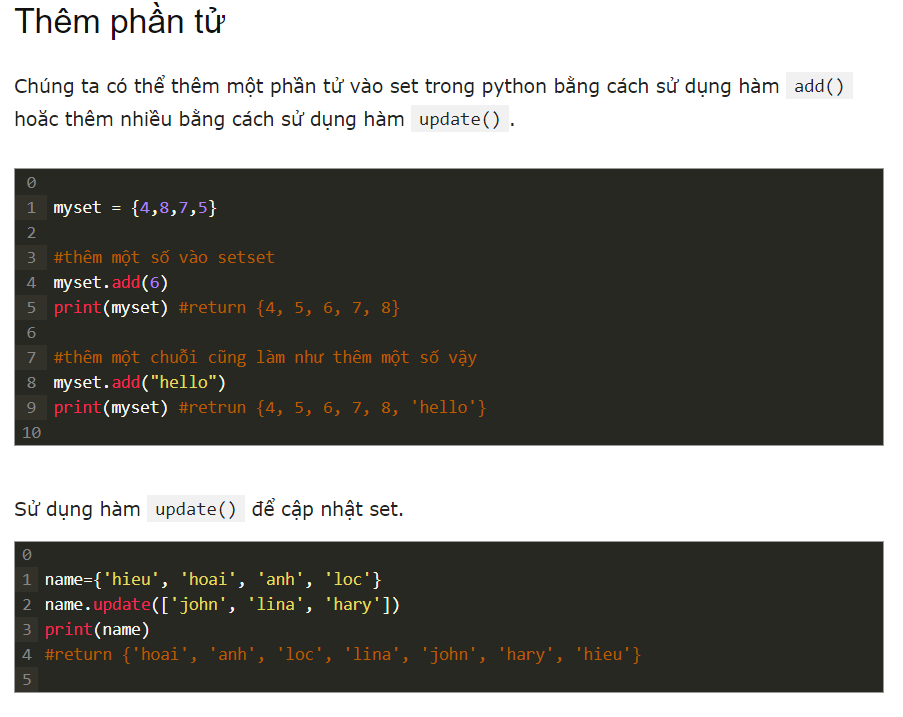 Thêm phần tử
Chúng ta có thể thêm một phần tử vào set trong python bằng cách sử dụng hàm add()
hoặc thêm nhiều bằng cách sử dụng hàm update() .
0
1 myset = {4,8,7,5}
2
3 #thêm một số vào setset
4 myset.add(6)
5 print(myset) #return {4, 5, 6, 7, 8}
6
7 #thêm một chuỗi cũng làm như thêm một số vậy
8 myset.add("hello")
9 print(myset) #retrun {4, 5, 6, 7, 8, 'hello'}
10
Sử dụng hàm update() để cập nhật set.
0
1 name={'hieu', 'hoai', 'anh', 'loc'}
2 name.update(['john', 'lina', 'hary'])
3 print(name)
4 #return {'hoai', 'anh', 'loc', 'lina', 'john', 'hary', 'hieu'}
5